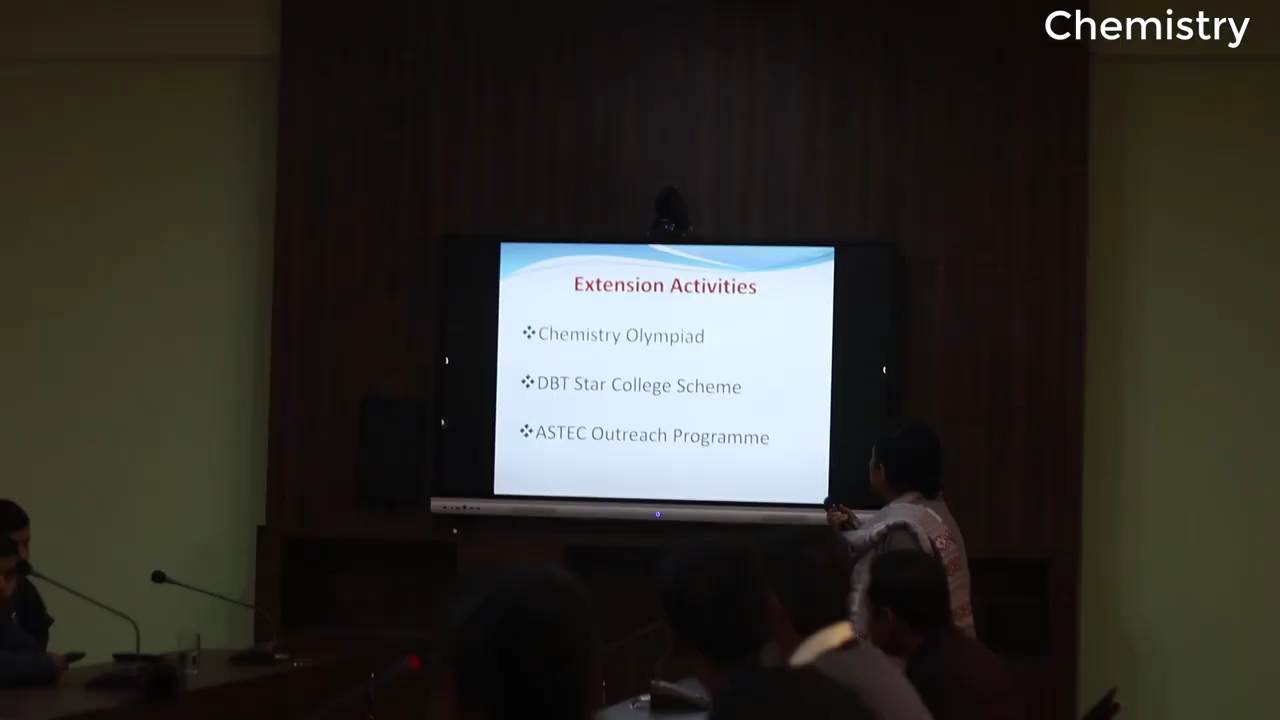 Chemistry
Extension Activities
Chemistry Olympiad
DBT Star College Scheme
ASTEC Outreach Programme